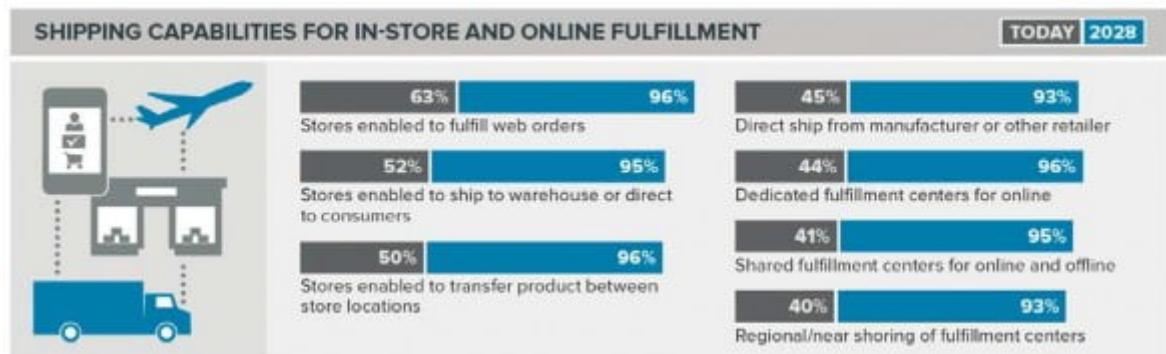 SHIPPING CAPABILITIES FOR IN-STORE AND ONLINE FULFILLMENT
TODAY 2028
63% 96%
Stores enabled to fulfill web orders
52% 95%
Stores enabled to ship to warehouse or direct
to consumers
50% 96%
Stores enabled to transfer product between
store locations
45% 93%
Direct ship from manufacturer or other retailer
44% 96%
Dedicated fulfillment centers for online
41% 95%
Shared fulfillment centers for online and offline
40% 93%
Regional/near shoring of fulfillment centers